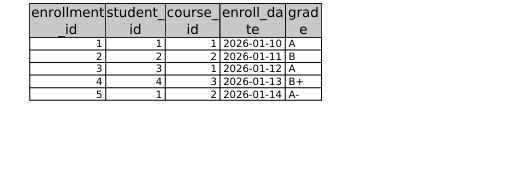 enrollment_id student_id course_id enroll_date grade
1 1 1 2026-01-10 A
2 2 2 2026-01-11 B
3 3 1 2026-01-12 A
4 4 3 2026-01-13 B+
5 1 2 2026-01-14 A-